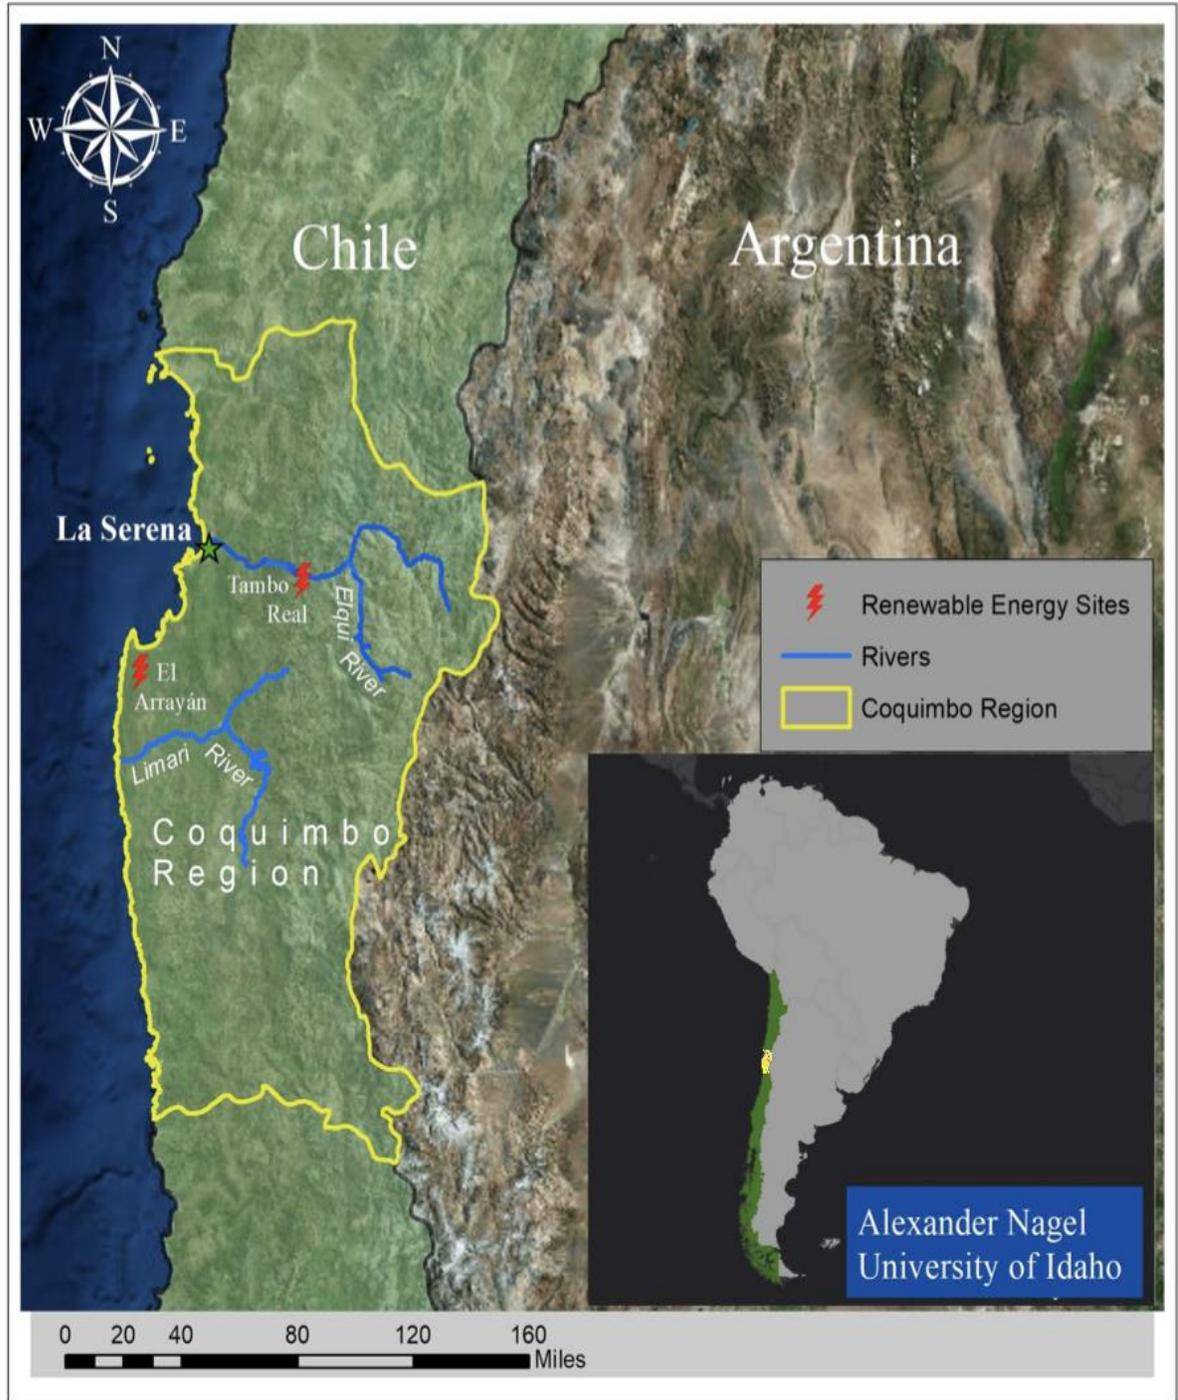 N
W E
S
Chile
Argentina
La Serena
Tambo
Real
Elqui
River
El
Arrayán
Limari River
Coquimbo
Region
Renewable Energy Sites
Rivers
Coquimbo Region
Alexander Nagel
University of Idaho
0 20 40 80 120 160
Miles